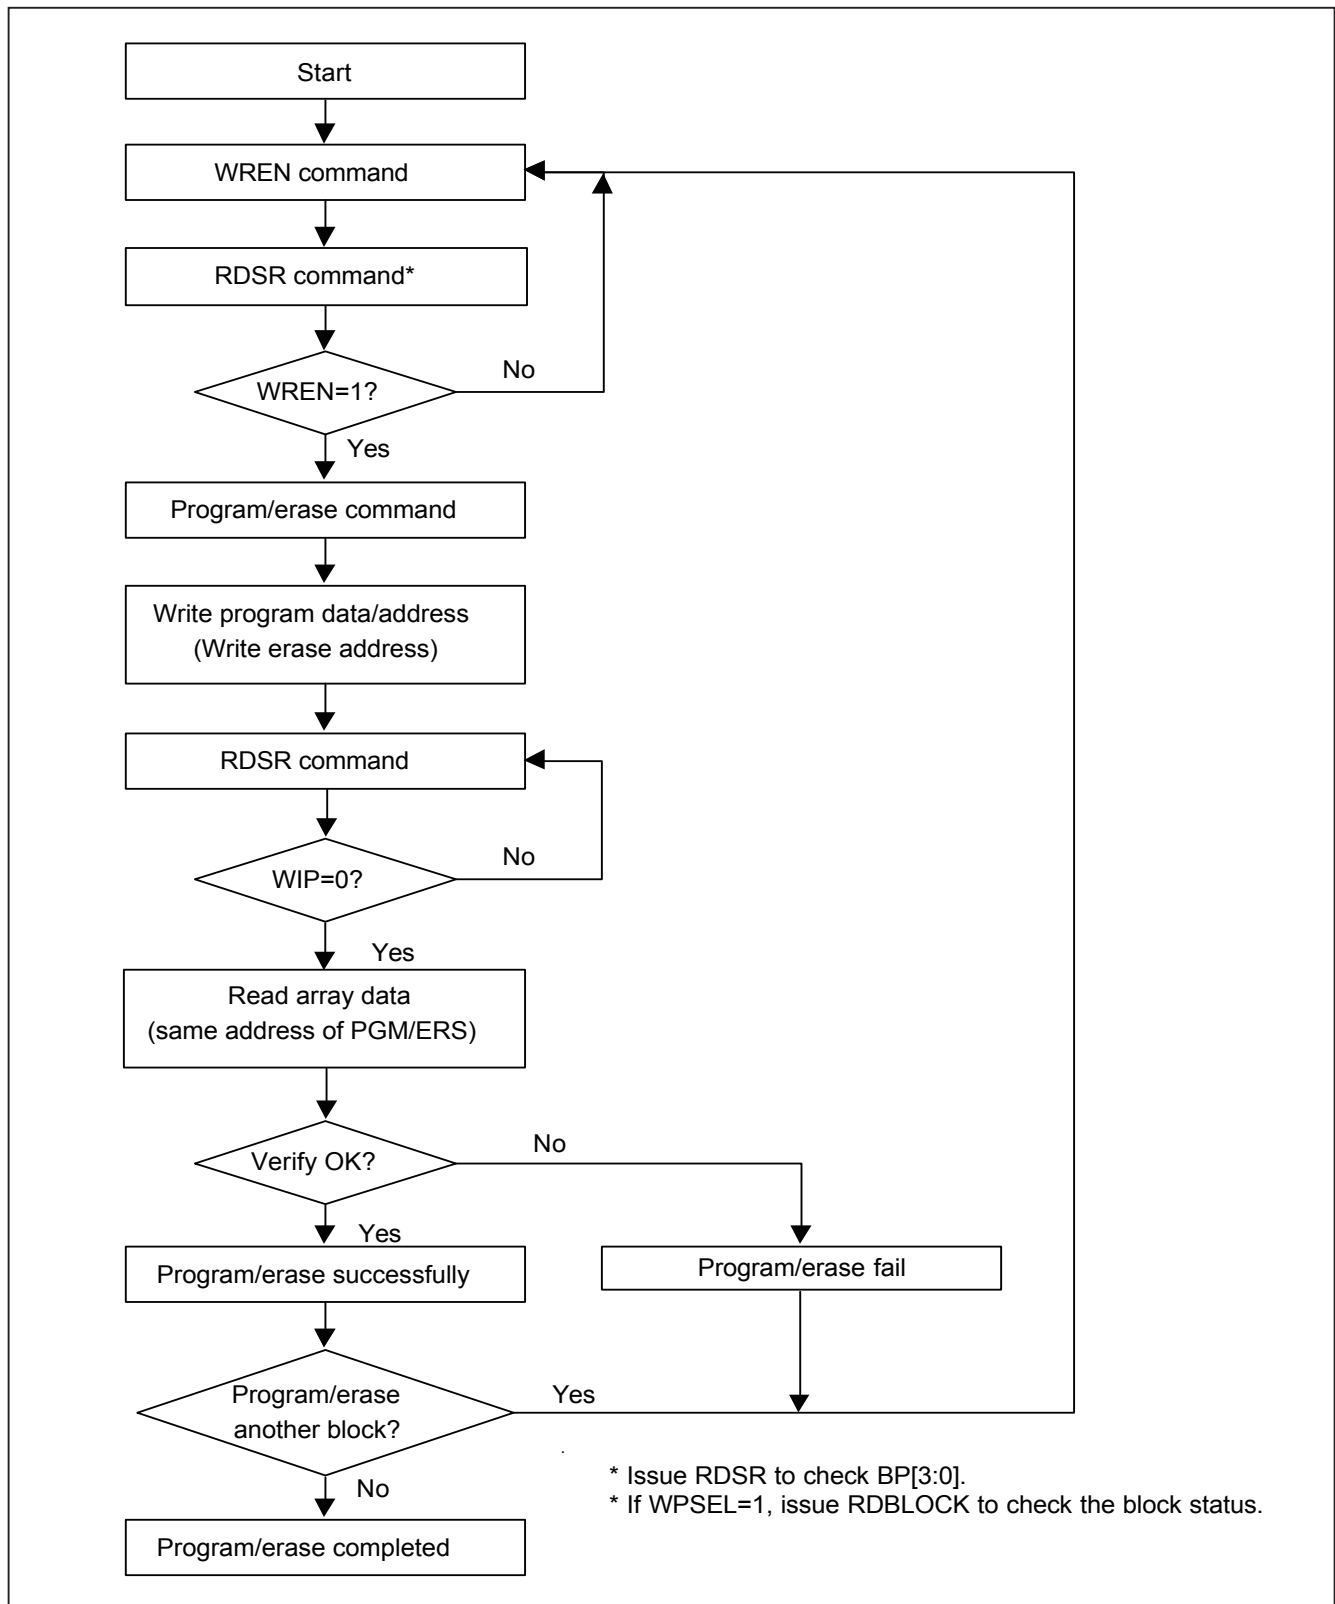 Start
WREN command
RDSR command*
WREN=1?
No
Yes
Program/erase command
Write program data/address
(Write erase address)
RDSR command
WIP=0?
No
Yes
Read array data
(same address of PGM/ERS)
Verify OK?
No
Yes
Program/erase successfully
Program/erase fail
Program/erase
another block?
Yes
No
* Issue RDSR to check BP[3:0].
* If WPSEL=1, issue RDBLOCK to check the block status.
Program/erase completed